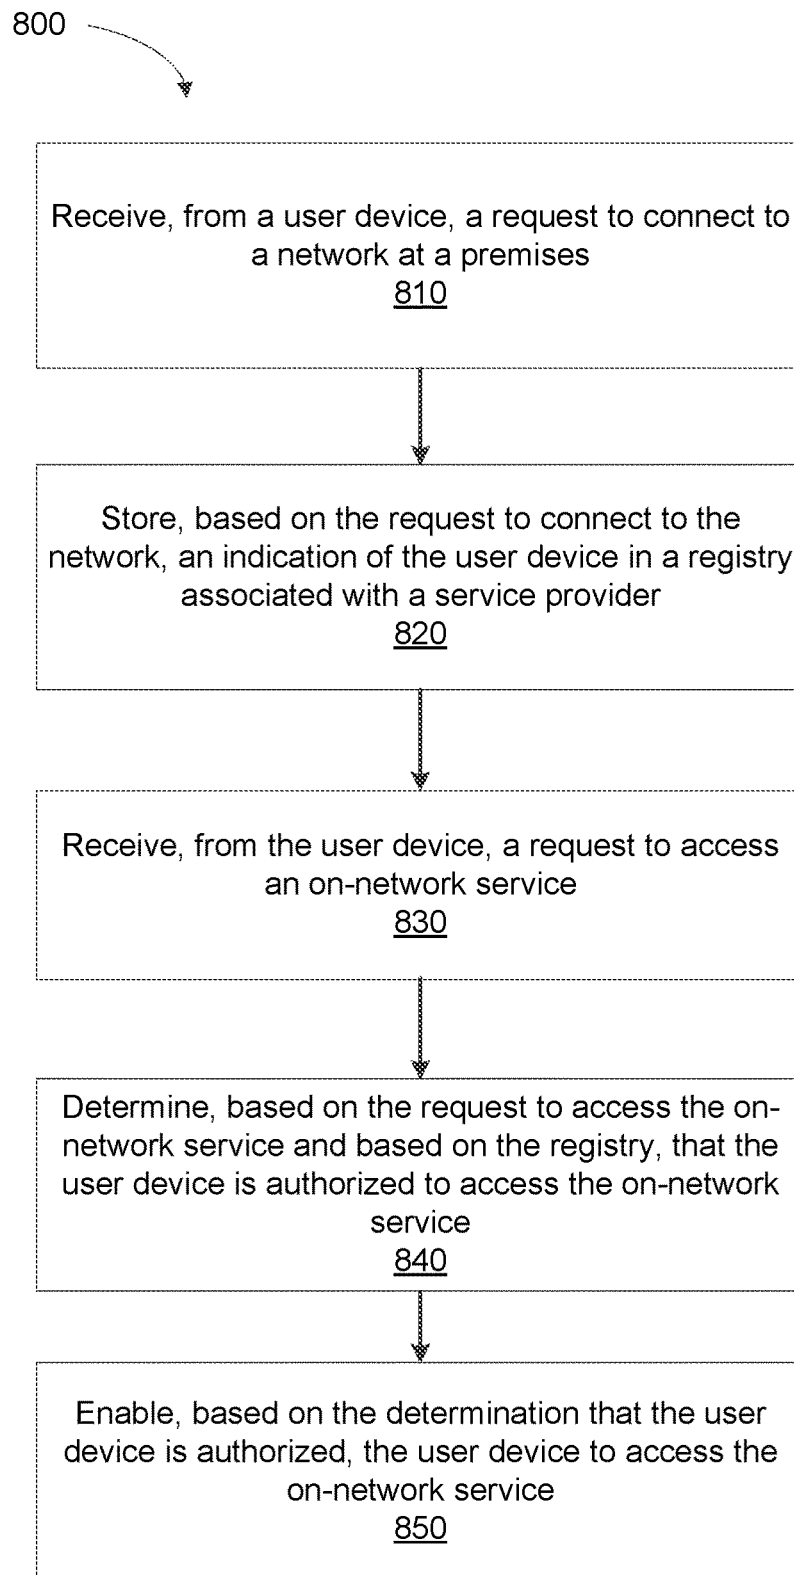 800
Receive, from a user device, a request to connect to
a network at a premises
810
Store, based on the request to connect to the
network, an indication of the user device in a registry
associated with a service provider
820
Receive, from the user device, a request to access
an on-network service
830
Determine, based on the request to access the on-
network service and based on the registry, that the
user device is authorized to access the on-network
service
840
Enable, based on the determination that the user
device is authorized, the user device to access the
on-network service
850